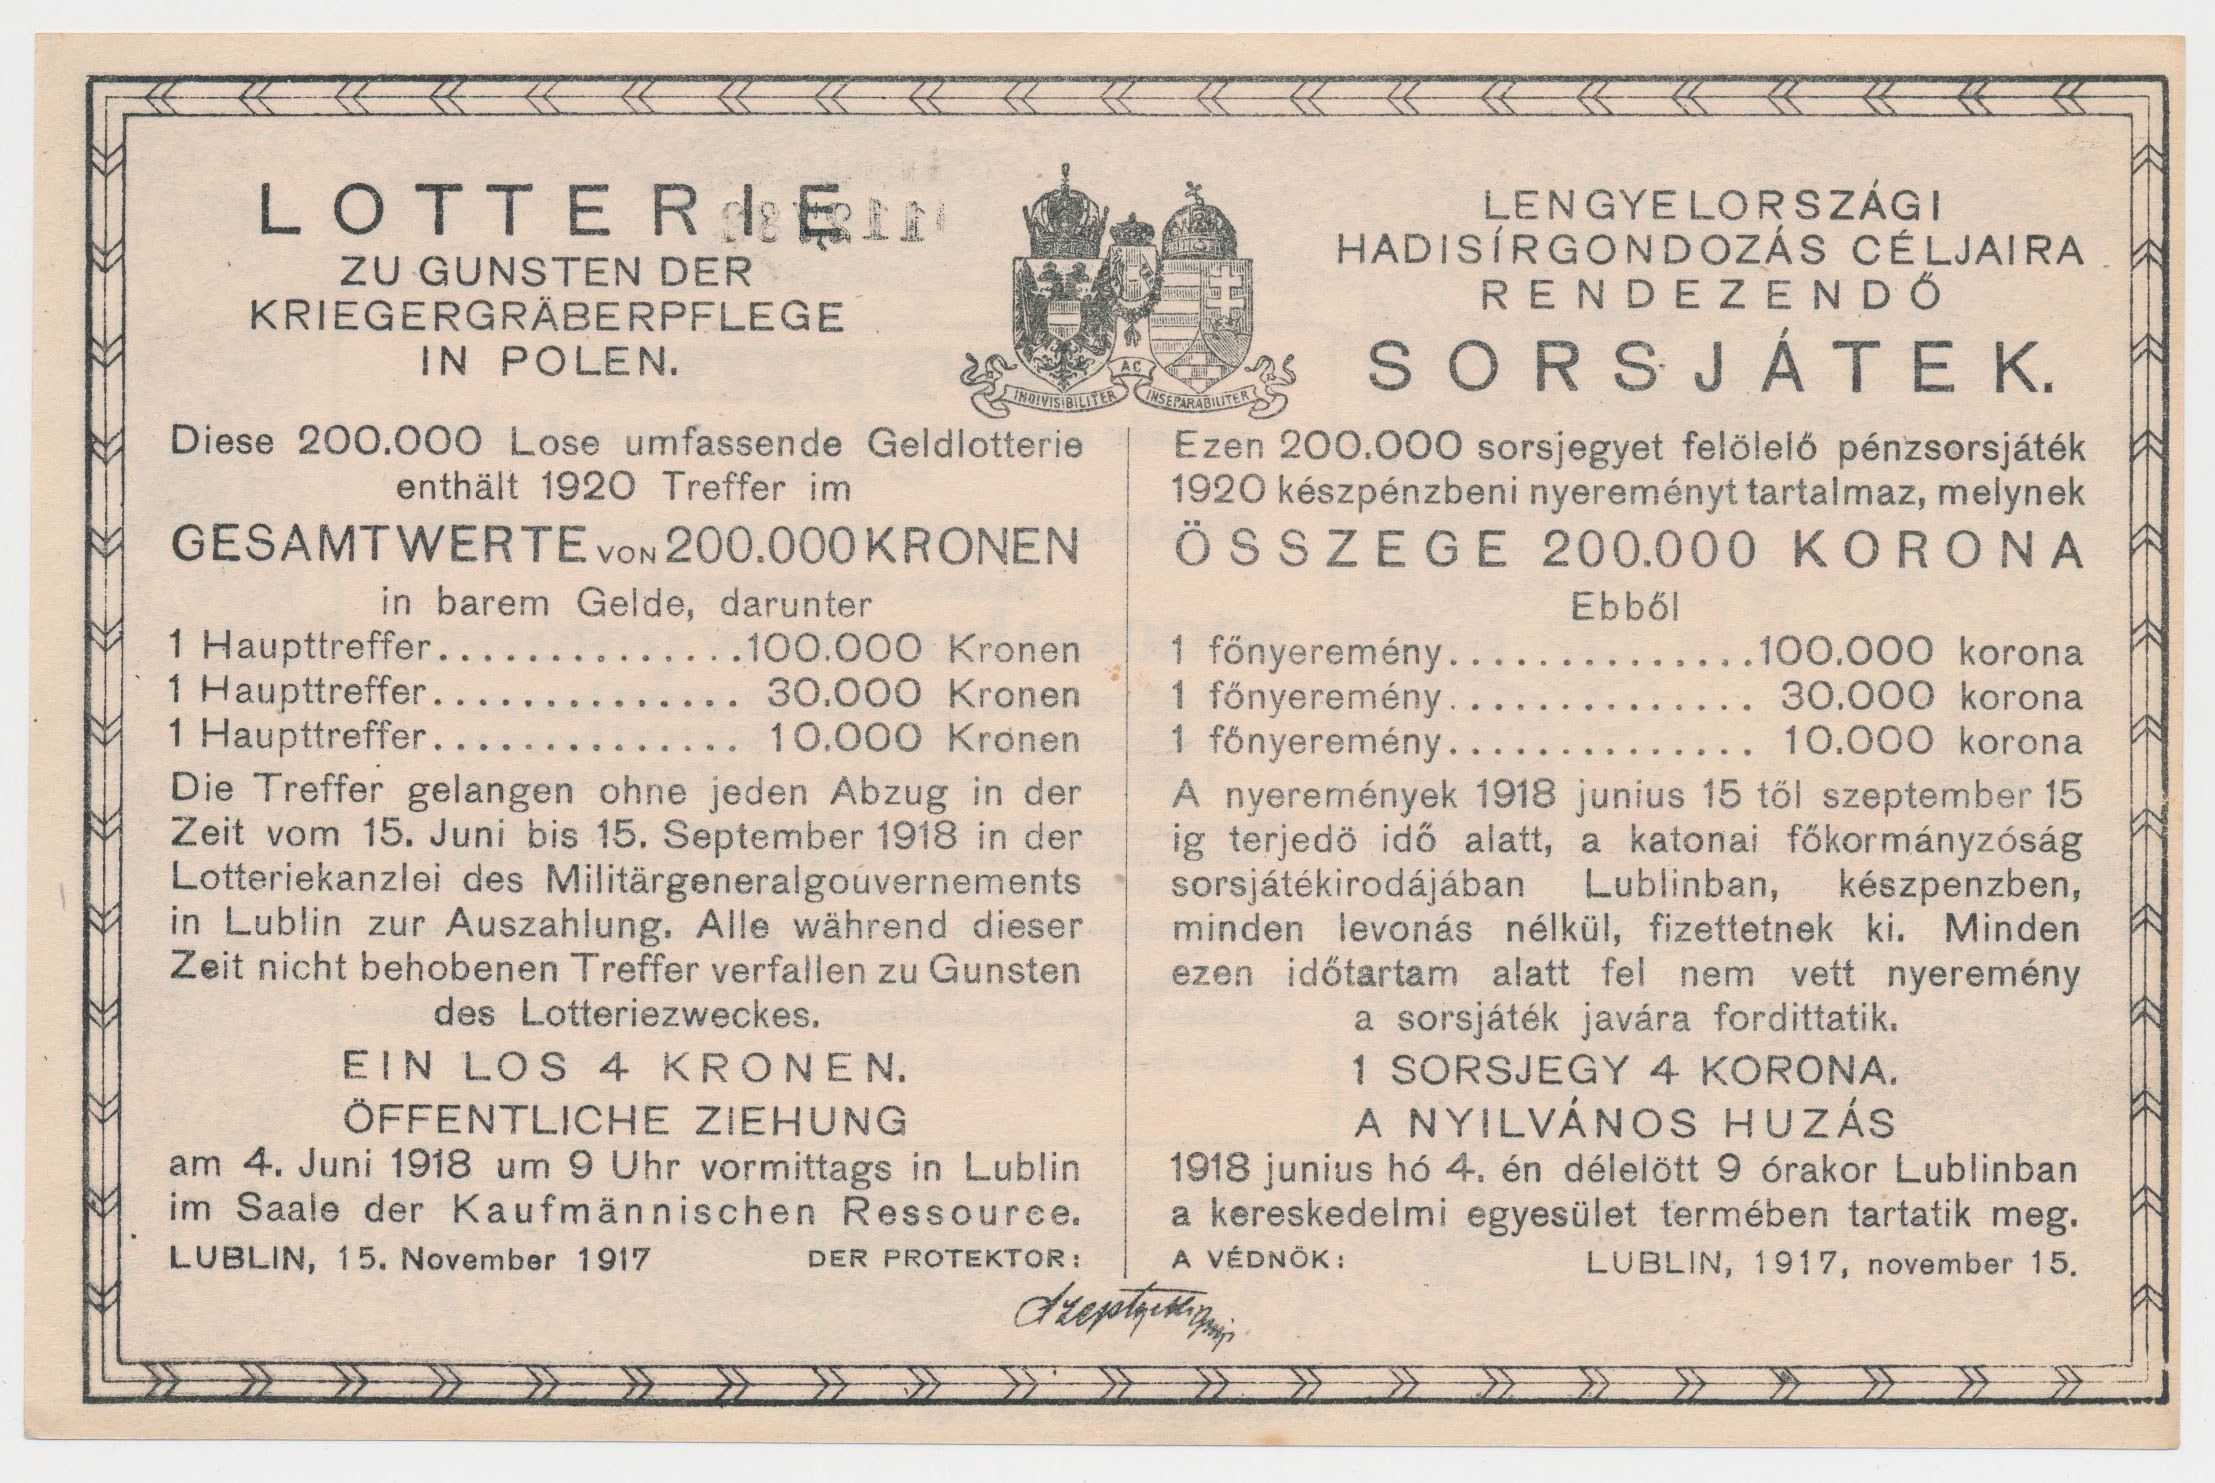 LOTTERIE
ZU GUNSTEN DER
KRIEGERGRÄBERPFLEGE
IN POLEN.
INDIVISIBILITER AC INSEPARABILITER
Diese 200.000 Lose umfassende Geldlotterie
enthält 1920 Treffer im
GESAMTWERTE VON 200.000 KRONEN
in barem Gelde, darunter
1 Haupttreffer...............100.000 Kronen
1 Haupttreffer............... 30.000 Kronen
1 Haupttreffer............... 10.000 Kronen
Die Treffer gelangen ohne jeden Abzug in der
Zeit vom 15. Juni bis 15. September 1918 in der
Lotteriekanzlei des Militärgeneralgouvernements
in Lublin zur Auszahlung. Alle während dieser
Zeit nicht behobenen Treffer verfallen zu Gunsten
des Lotteriezweckes.
EIN LOS 4 KRONEN.
ÖFFENTLICHE ZIEHUNG
am 4. Juni 1918 um 9 Uhr vormittags in Lublin
im Saale der Kaufmännischen Ressource.
LUBLIN, 15. November 1917 DER PROTEKTOR:
LENGYELORSZÁGI
HADISÍRGONDOZÁS CÉLJAIRA
RENDEZENDŐ
SORSJÁTEK.
Ezen 200.000 sorsjegyet felölelő pénzsorsjáték
1920 készpénzbeni nyereményt tartalmaz, melynek
ÖSSZEGE 200.000 KORONA
Ebből
1 főnyeremény...............100.000 korona
1 főnyeremény............... 30.000 korona
1 főnyeremény............... 10.000 korona
A nyeremények 1918 junius 15 től szeptember 15
ig terjedö idő alatt, a katonai főkormányzóság
sorsjátékirodájában Lublinban, készpenzben,
minden levonás nélkül, fizettetnek ki. Minden
ezen időtartam alatt fel nem vett nyeremény
a sorsjáték javára fordittatik.
1 SORSJEGY 4 KORONA.
A NYILVÁNOS HUZÁS
1918 junius hó 4. én délelött 9 órakor Lublinban
a kereskedelmi egyesület termében tartatik meg.
A VÉDNÖK: LUBLIN, 1917, november 15.